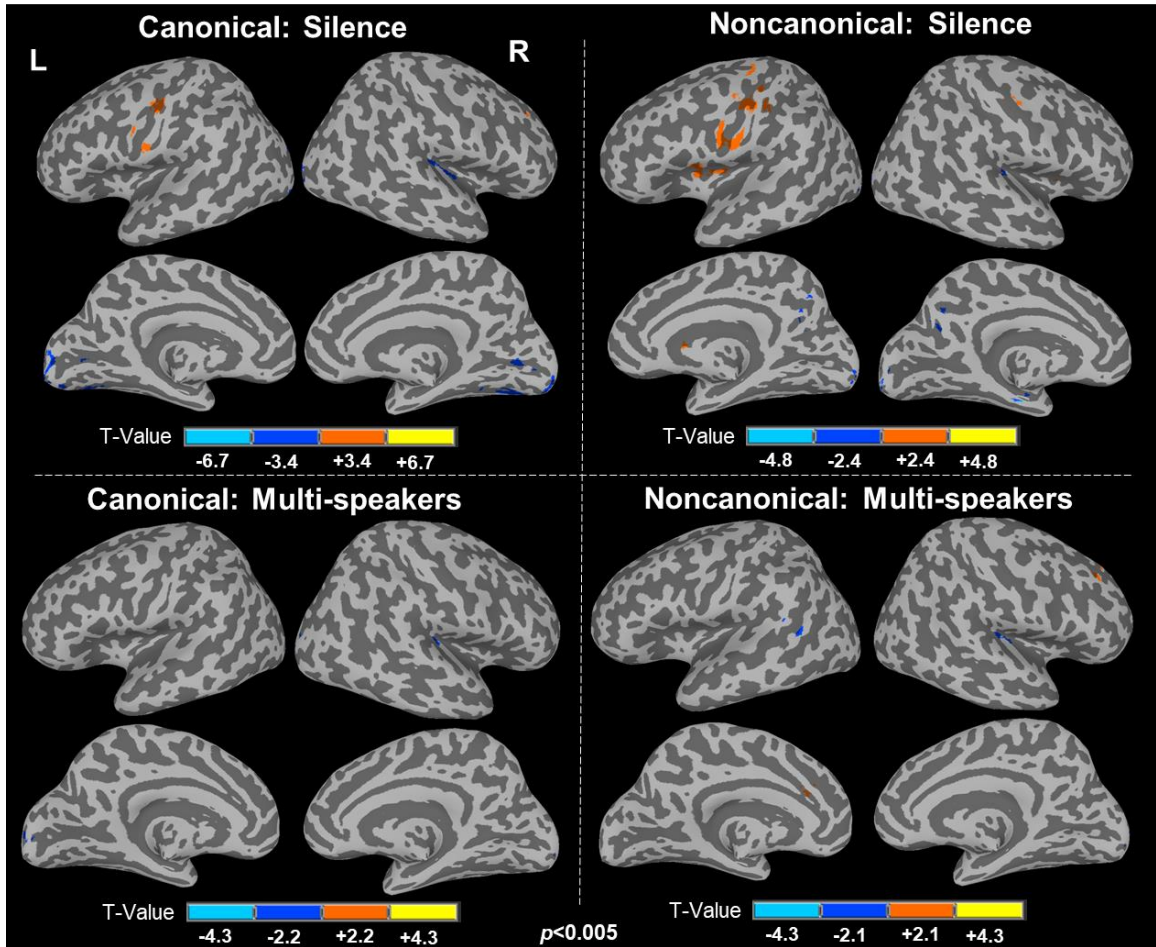 Canonical: Silence
L
R
T-Value
-6.7 -3.4 +3.4 +6.7
Noncanonical: Silence
T-Value
-4.8 -2.4 +2.4 +4.8
Canonical: Multi-speakers
T-Value
-4.3 -2.2 +2.2 +4.3
Noncanonical: Multi-speakers
T-Value
-4.3 -2.1 +2.1 +4.3
p<0.005